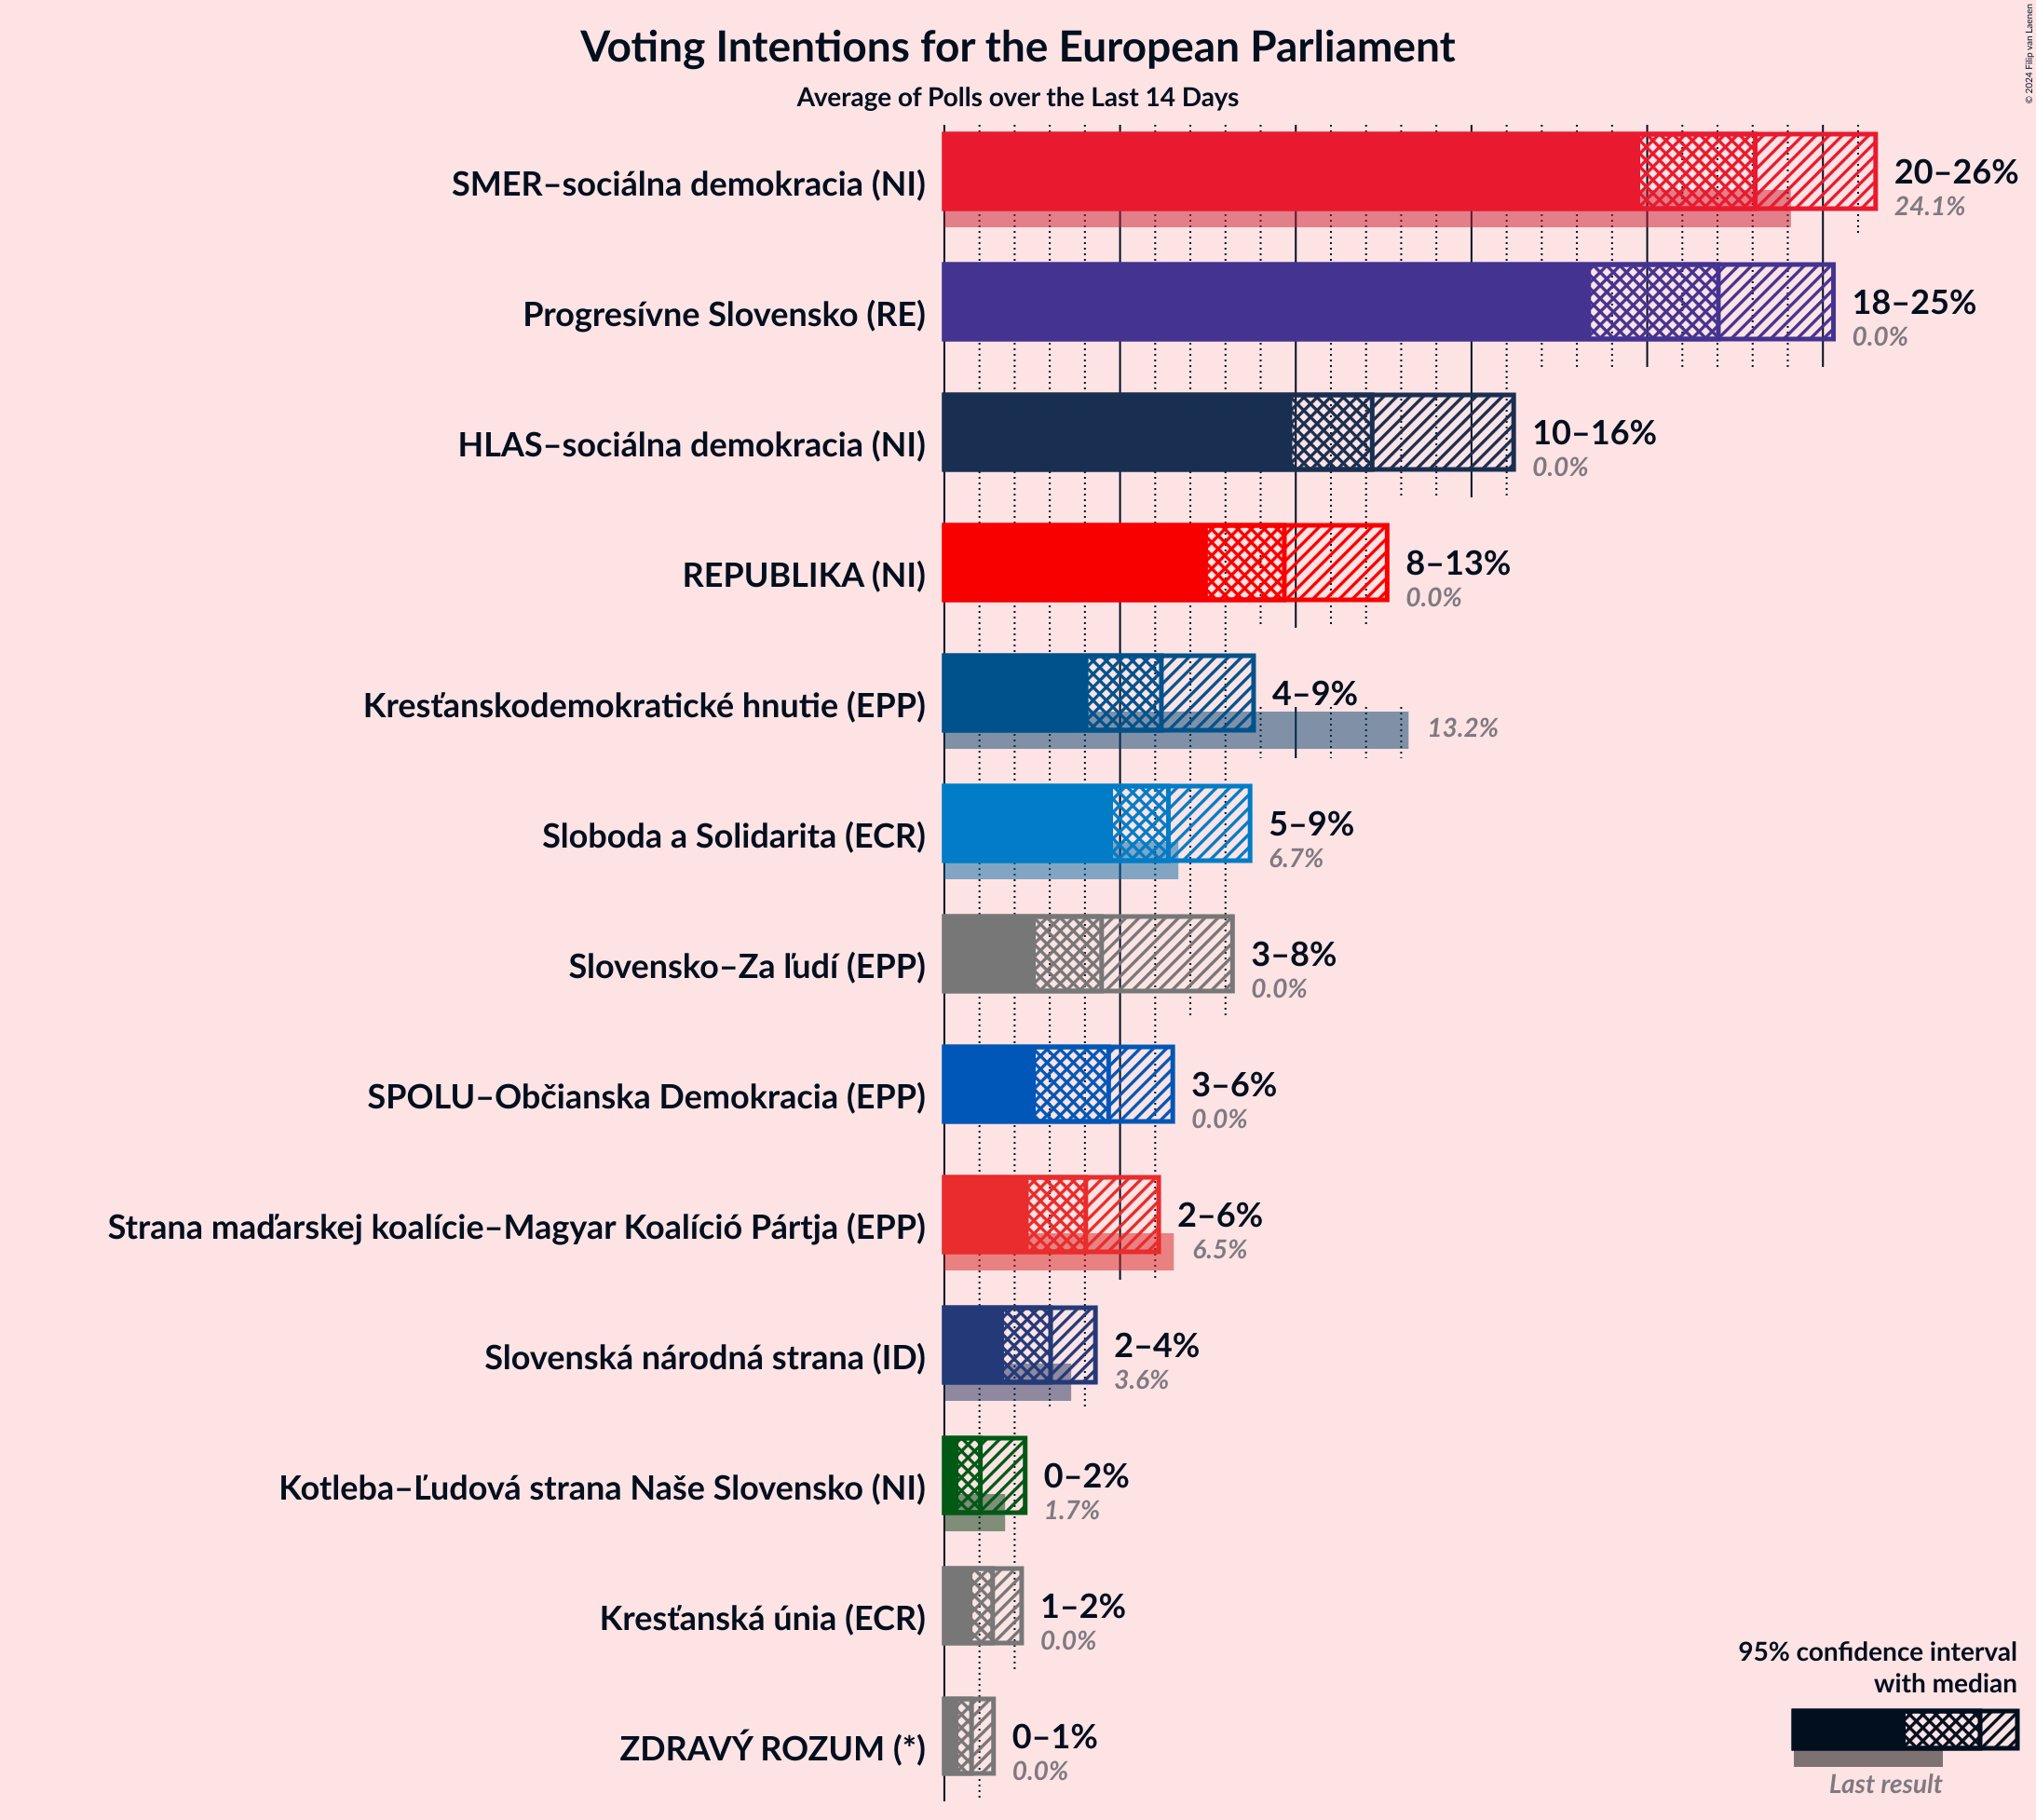 Voting Intentions for the European Parliament
Average of Polls over the Last 14 Days
© 2024 Filip van Laenen
SMER–sociálna demokracia (NI)
20–26%
24.1%
Progresívne Slovensko (RE)
18–25%
0.0%
HLAS–sociálna demokracia (NI)
10–16%
0.0%
REPUBLIKA (NI)
8–13%
0.0%
Kresťanskodemokratické hnutie (EPP)
4–9%
13.2%
Sloboda a Solidarita (ECR)
5–9%
6.7%
Slovensko–Za ľudí (EPP)
3–8%
0.0%
SPOLU–Občianska Demokracia (EPP)
3–6%
0.0%
Strana maďarskej koalície–Magyar Koalíció Pártja (EPP)
2–6%
6.5%
Slovenská národná strana (ID)
2–4%
3.6%
Kotleba–Ľudová strana Naše Slovensko (NI)
0–2%
1.7%
Kresťanská únia (ECR)
1–2%
0.0%
ZDRAVÝ ROZUM (*)
0–1%
0.0%
95% confidence interval
with median
Last result